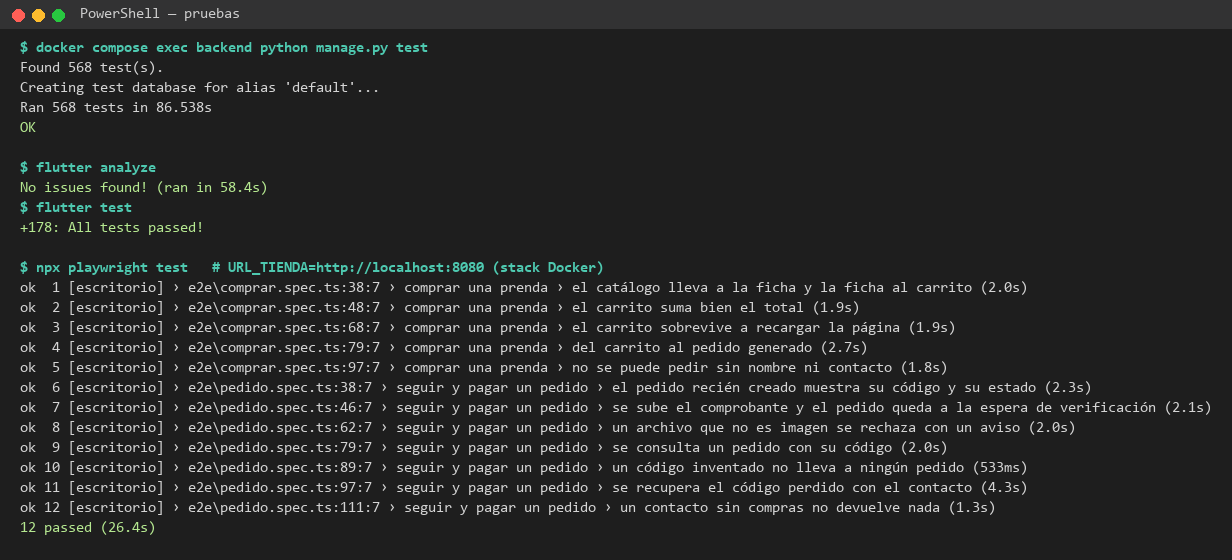 PowerShell — pruebas
$ docker compose exec backend python manage.py test
Found 568 test(s).
Creating test database for alias 'default'...
Ran 568 tests in 86.538s
OK
$ flutter analyze
No issues found! (ran in 58.4s)
$ flutter test
+178: All tests passed!
$ npx playwright test   # URL_TIENDA=http://localhost:8080 (stack Docker)
ok  1 [escritorio] › e2e\comprar.spec.ts:38:7 › comprar una prenda › el catálogo lleva a la ficha y la ficha al carrito (2.0s)
ok  2 [escritorio] › e2e\comprar.spec.ts:48:7 › comprar una prenda › el carrito suma bien el total (1.9s)
ok  3 [escritorio] › e2e\comprar.spec.ts:68:7 › comprar una prenda › el carrito sobrevive a recargar la página (1.9s)
ok  4 [escritorio] › e2e\comprar.spec.ts:79:7 › comprar una prenda › del carrito al pedido generado (2.7s)
ok  5 [escritorio] › e2e\comprar.spec.ts:97:7 › comprar una prenda › no se puede pedir sin nombre ni contacto (1.8s)
ok  6 [escritorio] › e2e\pedido.spec.ts:38:7 › seguir y pagar un pedido › el pedido recién creado muestra su código y su estado (2.3s)
ok  7 [escritorio] › e2e\pedido.spec.ts:46:7 › seguir y pagar un pedido › se sube el comprobante y el pedido queda a la espera de verificación (2.1s)
ok  8 [escritorio] › e2e\pedido.spec.ts:62:7 › seguir y pagar un pedido › un archivo que no es imagen se rechaza con un aviso (2.0s)
ok  9 [escritorio] › e2e\pedido.spec.ts:79:7 › seguir y pagar un pedido › se consulta un pedido con su código (2.0s)
ok 10 [escritorio] › e2e\pedido.spec.ts:89:7 › seguir y pagar un pedido › un código inventado no lleva a ningún pedido (533ms)
ok 11 [escritorio] › e2e\pedido.spec.ts:97:7 › seguir y pagar un pedido › se recupera el código perdido con el contacto (4.3s)
ok 12 [escritorio] › e2e\pedido.spec.ts:111:7 › seguir y pagar un pedido › un contacto sin compras no devuelve nada (1.3s)
12 passed (26.4s)